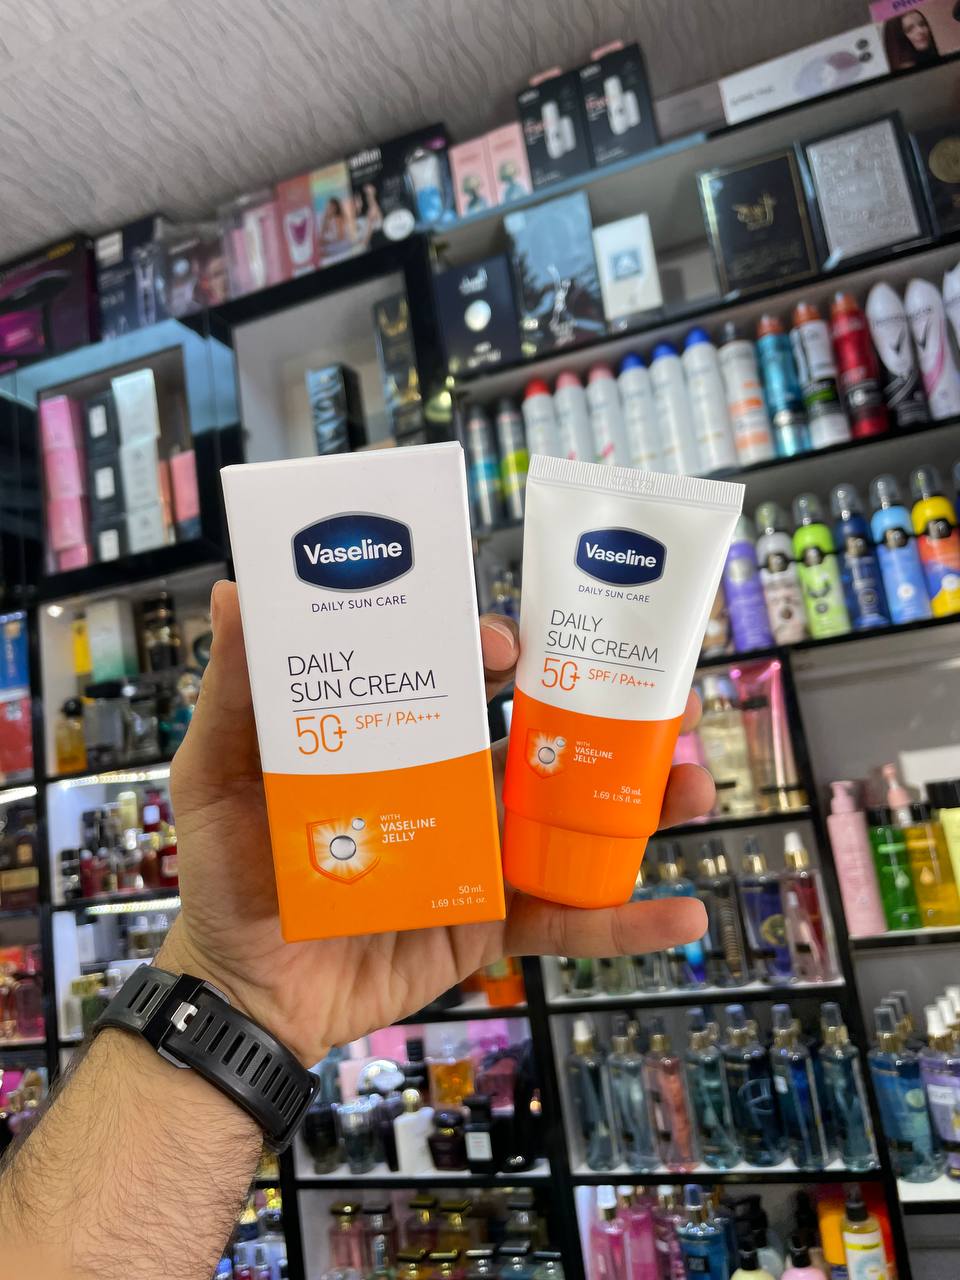 Vaseline
DAILY SUN CARE
DAILY
SUN CREAM
50+ SPF / PA+++
WITH
VASELINE
JELLY
50 mL
1.69 US fl. oz.
Vaseline
DAILY SUN CARE
DAILY
SUN CREAM
50+ SPF / PA+++
WITH
VASELINE
JELLY
50 mL
1.69 US fl. oz.